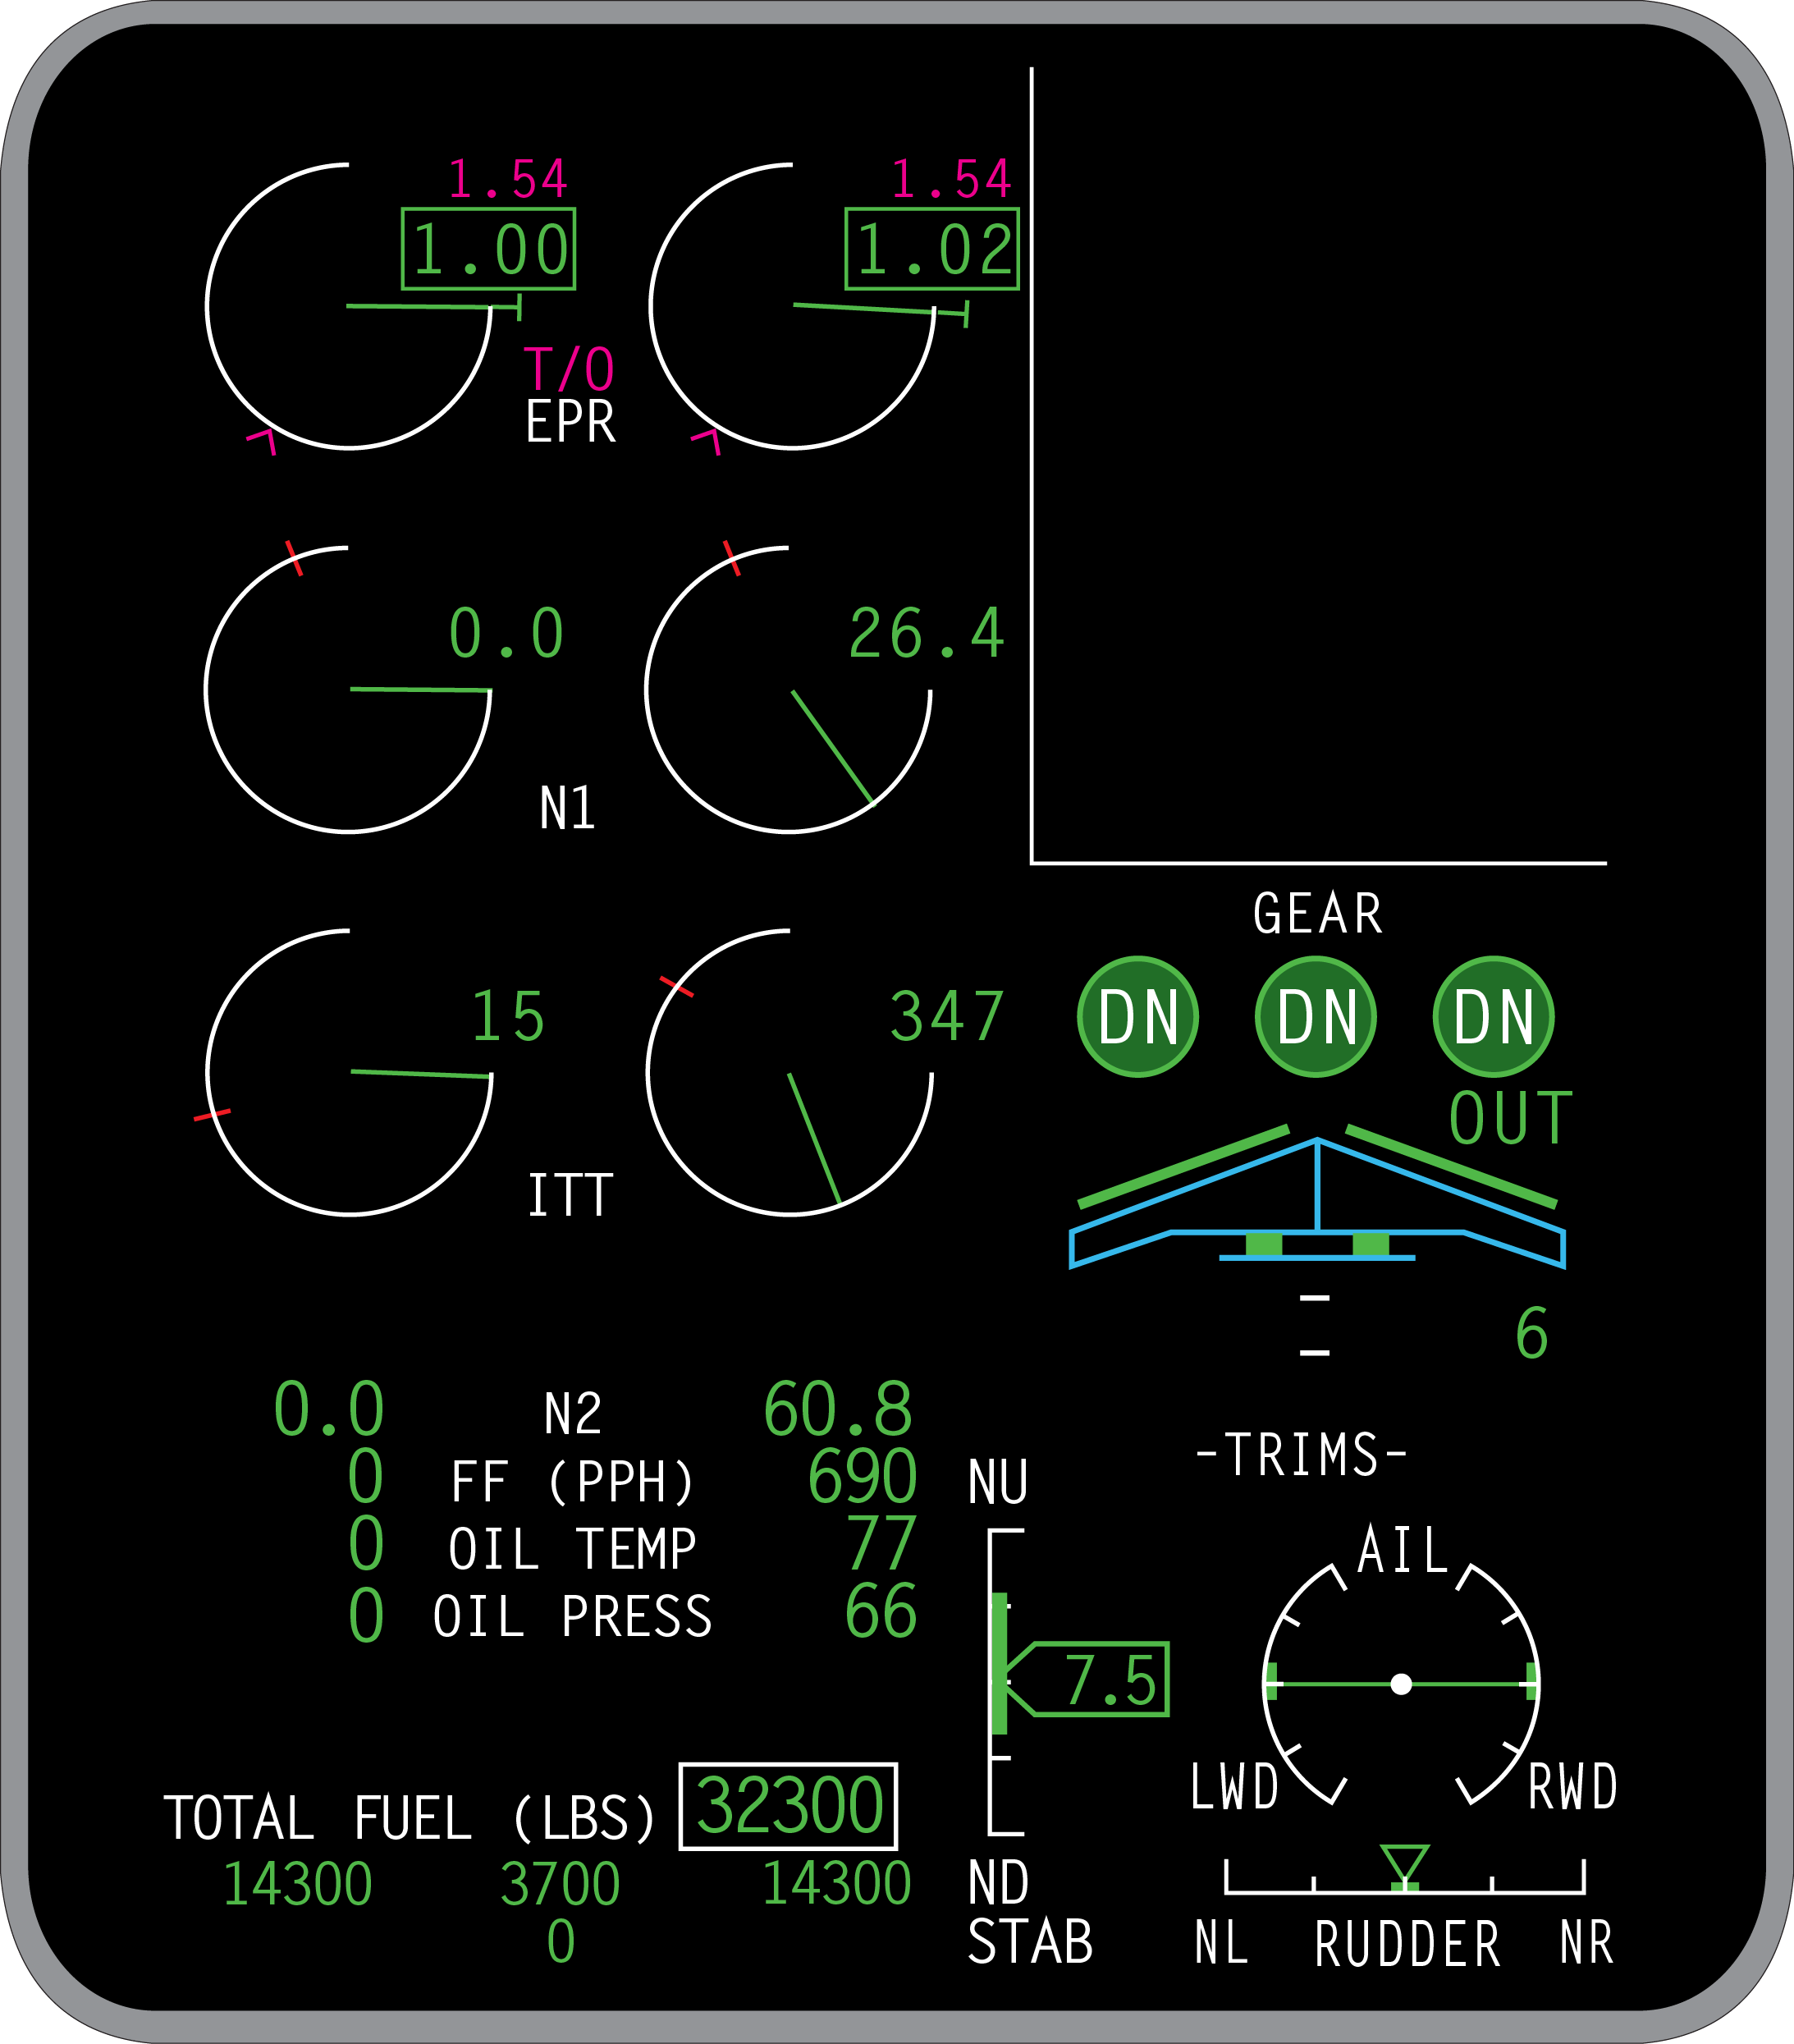 1.54 1.54
1.00 1.02
T/O
EPR
0.0 26.4
N1
15 347
ITT
0.0 N2 60.8
0 FF (PPH) 690
0 OIL TEMP 77
0 OIL PRESS 66
TOTAL FUEL (LBS) 32300
14300 3700 14300
0
GEAR
DN DN DN
OUT
6
-TRIMS-
NU
7.5
ND
STAB
AIL
LWD RWD
NL RUDDER NR